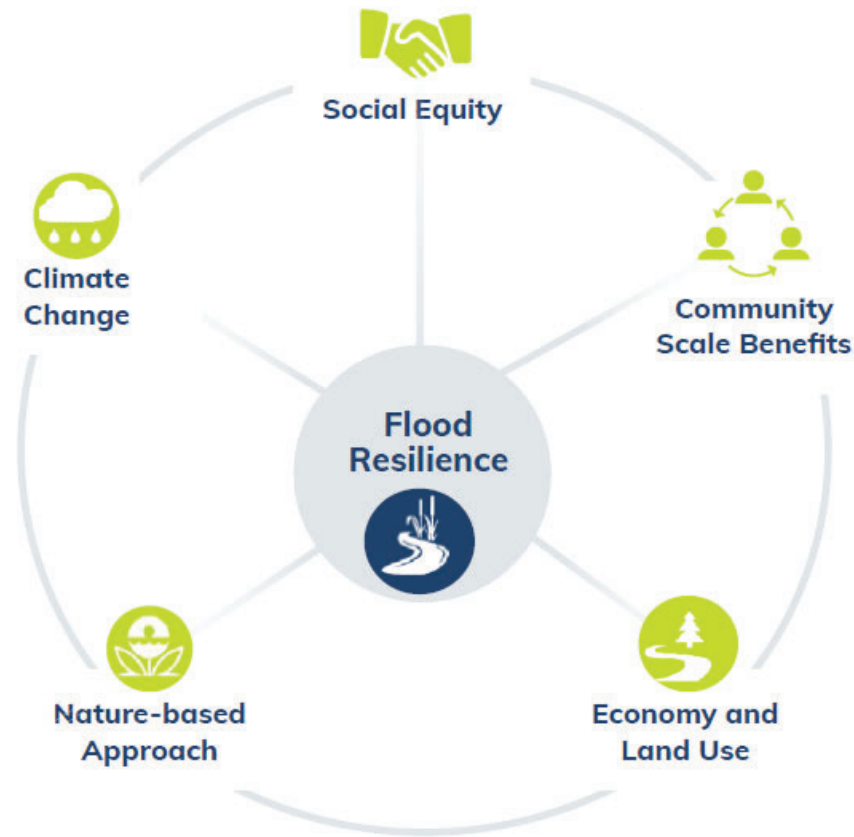 Social Equity
Climate
Change
Community
Scale Benefits
Flood
Resilience
Nature-based
Approach
Economy and
Land Use